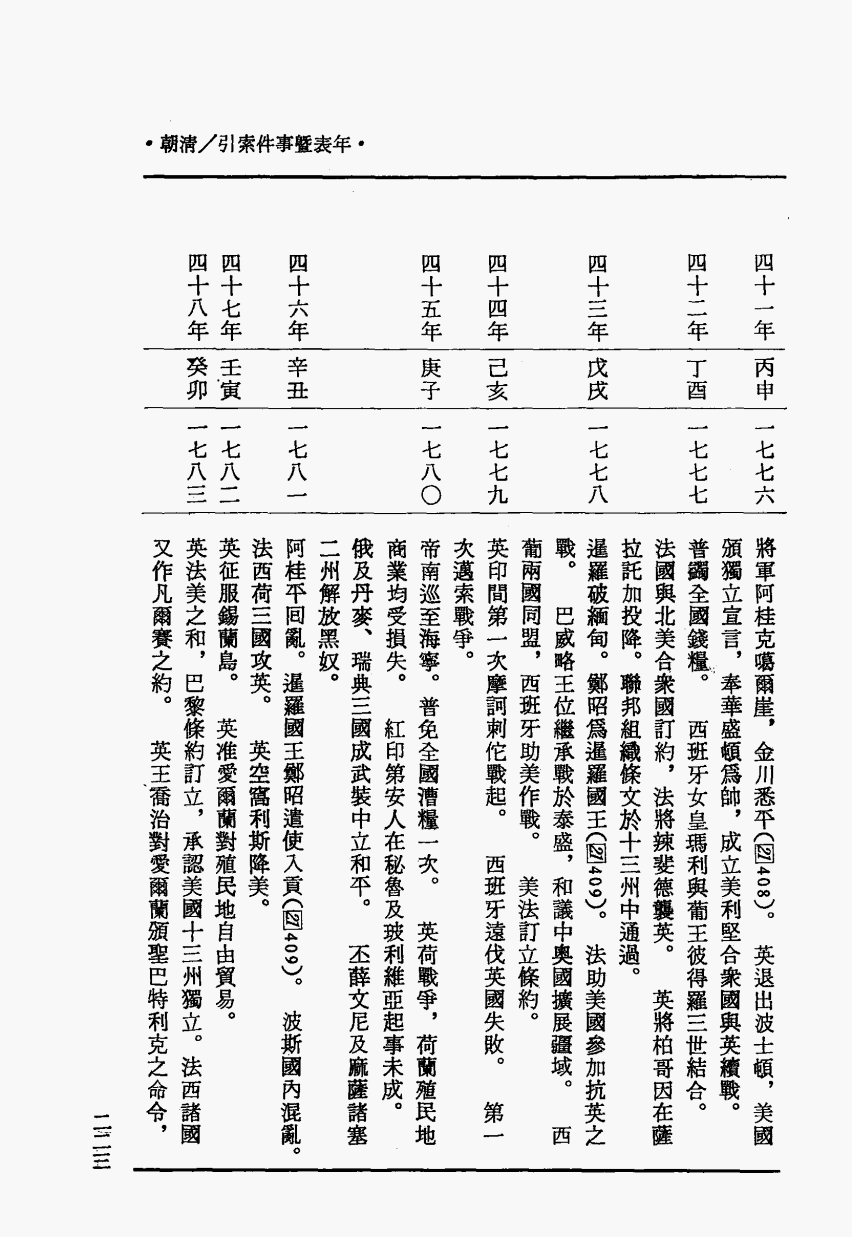 ·年表暨事件索引／清朝·
四十一年 丙申 一七七六 將軍阿桂克噶爾崖，金川悉平(408)。 英退出波士頓，美國
頒獨立宣言，奉華盛頓爲帥，成立美利堅合衆國與英續戰。
四十二年 丁酉 一七七七 普蠲全國錢糧。 西班牙女皇瑪利與葡王彼得羅三世結合。
法國與北美合衆國訂約，法將辣斐德襲英。 英將柏哥因在薩
拉託加投降。聯邦組織條文於十三州中通過。
四十三年 戊戌 一七七八 暹羅破緬甸。鄭昭爲暹羅國王(409)。 法助美國參加抗英之
戰。 巴威略王位繼承戰於泰盛，和議中奧國擴展疆域。 西
葡兩國同盟，西班牙助美作戰。 美法訂立條約。
四十四年 己亥 一七七九 英印間第一次摩訶刺佗戰起。 西班牙遠伐英國失敗。 第一
次邁索戰爭。
四十五年 庚子 一七八〇 帝南巡至海寧。普免全國漕糧一次。 英荷戰爭，荷蘭殖民地
商業均受損失。 紅印第安人在秘魯及玻利維亞起事未成。
俄及丹麥、瑞典三國成武裝中立和平。 丕薛文尼及麻薩諸塞
二州解放黑奴。
四十六年 辛丑 一七八一 阿桂平回亂。暹羅國王鄭昭遣使入貢(409)。 波斯國內混亂。
法西荷三國攻英。 英空窩利斯降美。
四十七年 壬寅 一七八二 英征服錫蘭島。 英准愛爾蘭對殖民地自由貿易。
四十八年 癸卯 一七八三 英法美之和，巴黎條約訂立，承認美國十三州獨立。法西諸國
又作凡爾賽之約。 英王喬治對愛爾蘭頒聖巴特利克之命令，
二二三